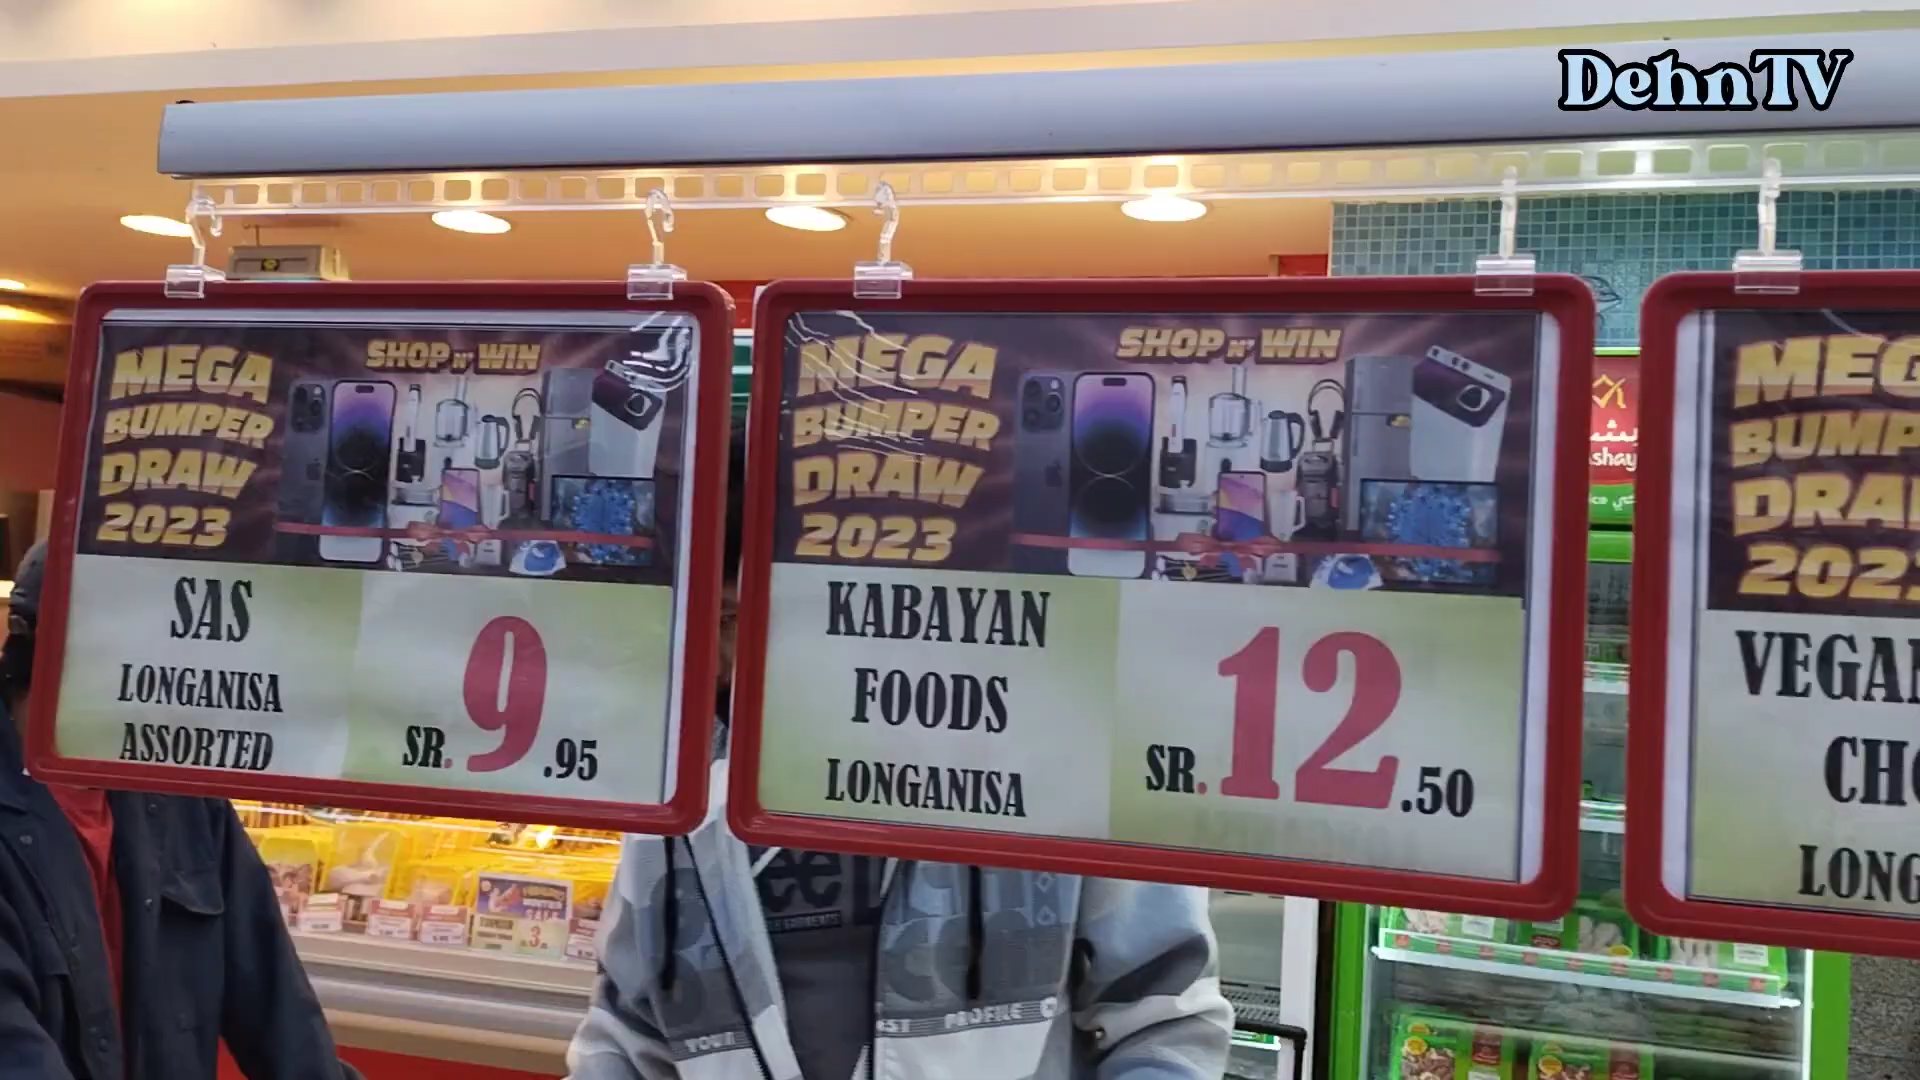 DehnTV
MEGA
BUMPER
DRAW
2023
SHOP N' WIN
SAS
LONGANISA
ASSORTED
SR. 9 .95
MEGA
BUMPER
DRAW
2023
SHOP N' WIN
KABAYAN
FOODS
LONGANISA
SR. 12 .50
PROFILE